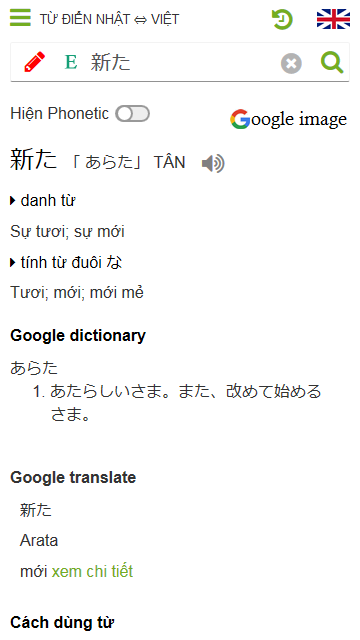 TỪ ĐIỂN NHẬT ⇔ VIỆT
E 新た
Hiện Phonetic
Google image
新た 「 あらた」 TÂN
danh từ
Sự tươi; sự mới
tính từ đuôi な
Tươi; mới; mới mẻ
Google dictionary
あらた
1. あたらしいさま。また、改めて始める
さま。
Google translate
新た
Arata
mới xem chi tiết
Cách dùng từ